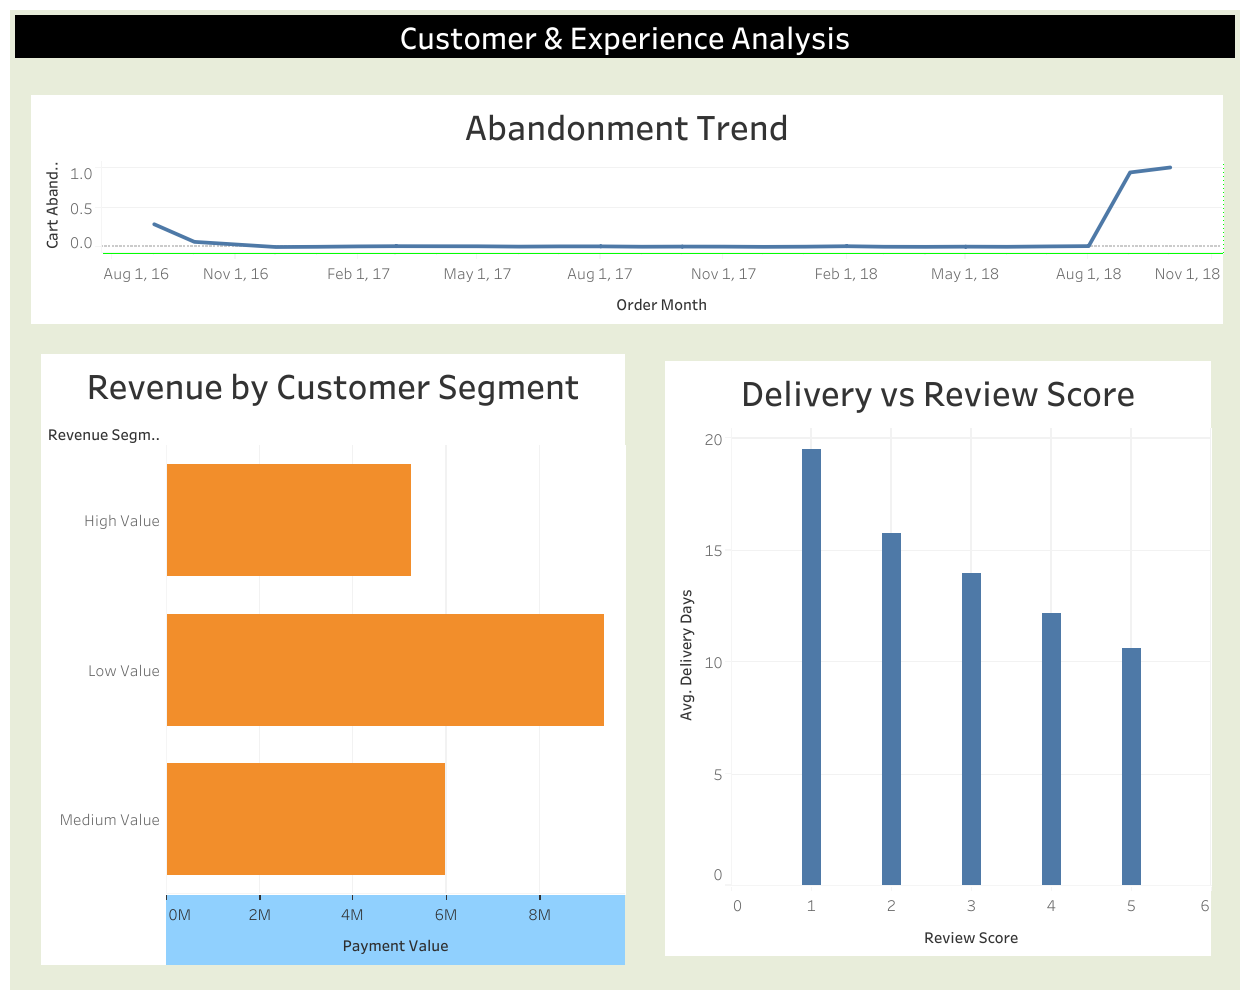 Customer & Experience Analysis
Abandonment Trend
Cart Aband..
1.0
0.5
0.0
Aug 1, 16 Nov 1, 16 Feb 1, 17 May 1, 17 Aug 1, 17 Nov 1, 17 Feb 1, 18 May 1, 18 Aug 1, 18 Nov 1, 18
Order Month
Revenue by Customer Segment
Revenue Segm..
High Value
Low Value
Medium Value
0M 2M 4M 6M 8M
Payment Value
Delivery vs Review Score
Avg. Delivery Days
20
15
10
5
0
0 1 2 3 4 5 6
Review Score